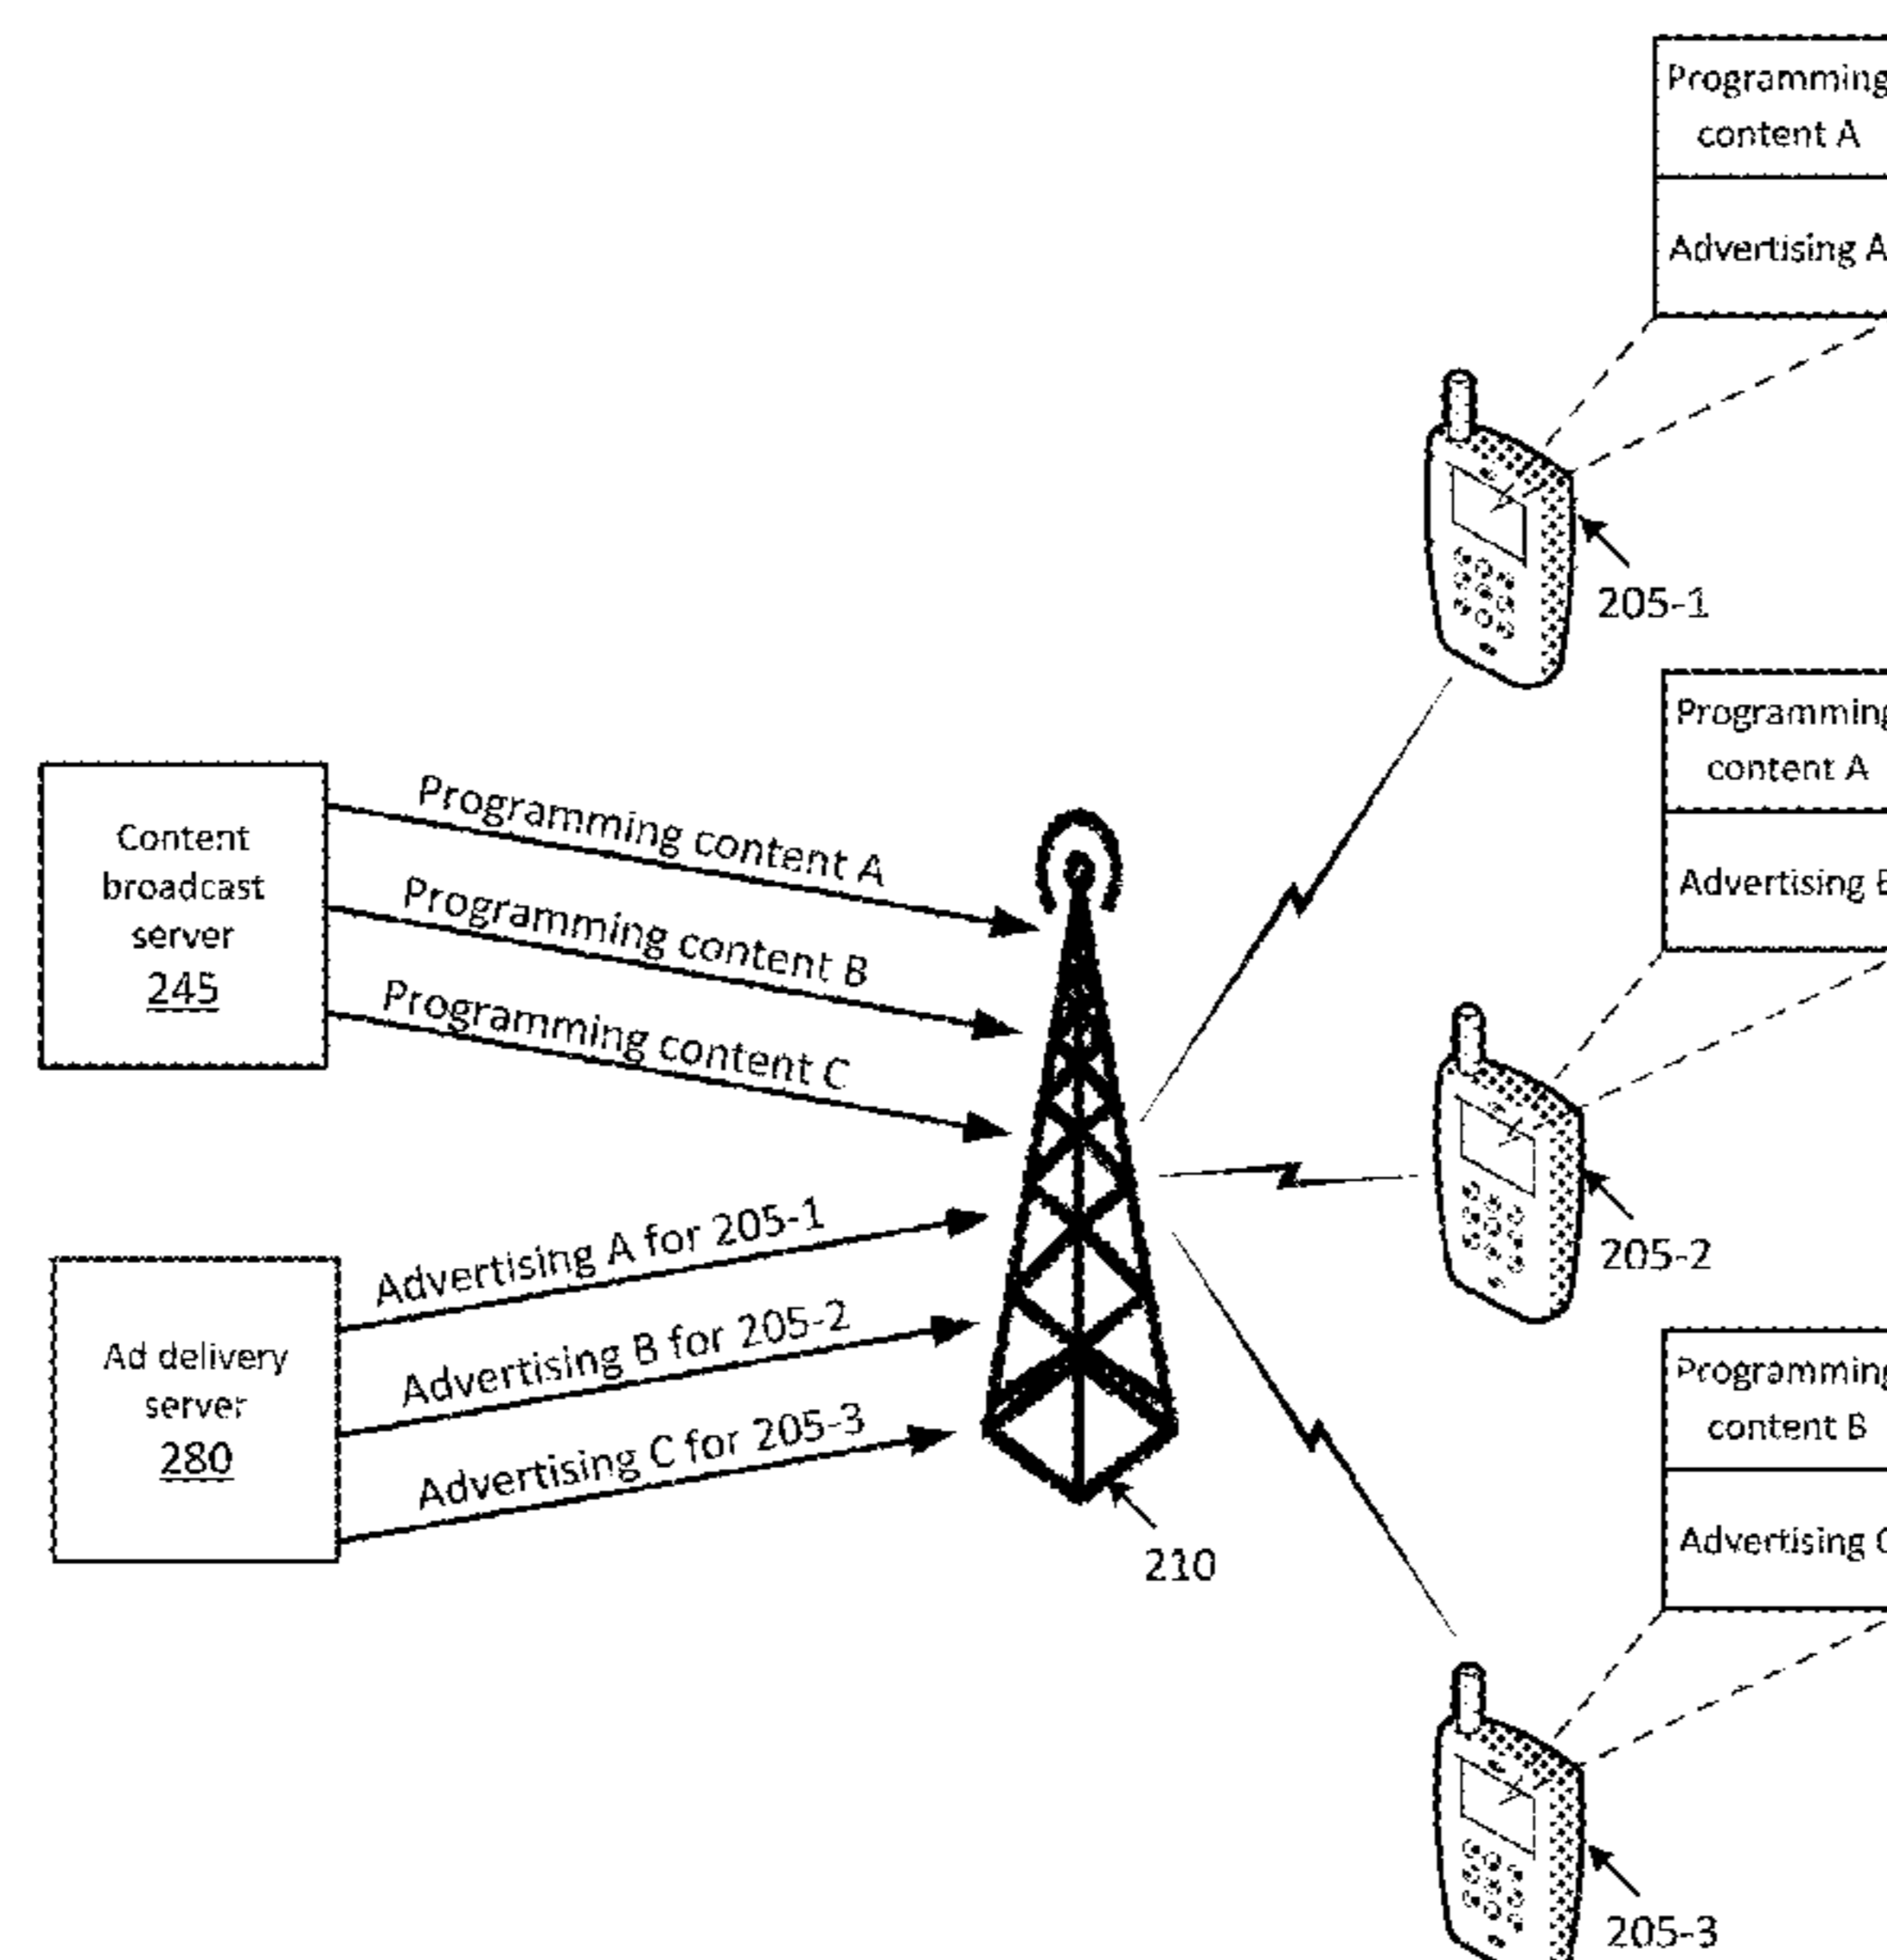 Programming
content A
Advertising A
205-1
Programming
content A
Advertising B
205-2
Programming
content B
Advertising C
205-3
Content
broadcast
server
245
Programming content A
Programming content B
Programming content C
Ad delivery
server
280
Advertising A for 205-1
Advertising B for 205-2
Advertising C for 205-3
210